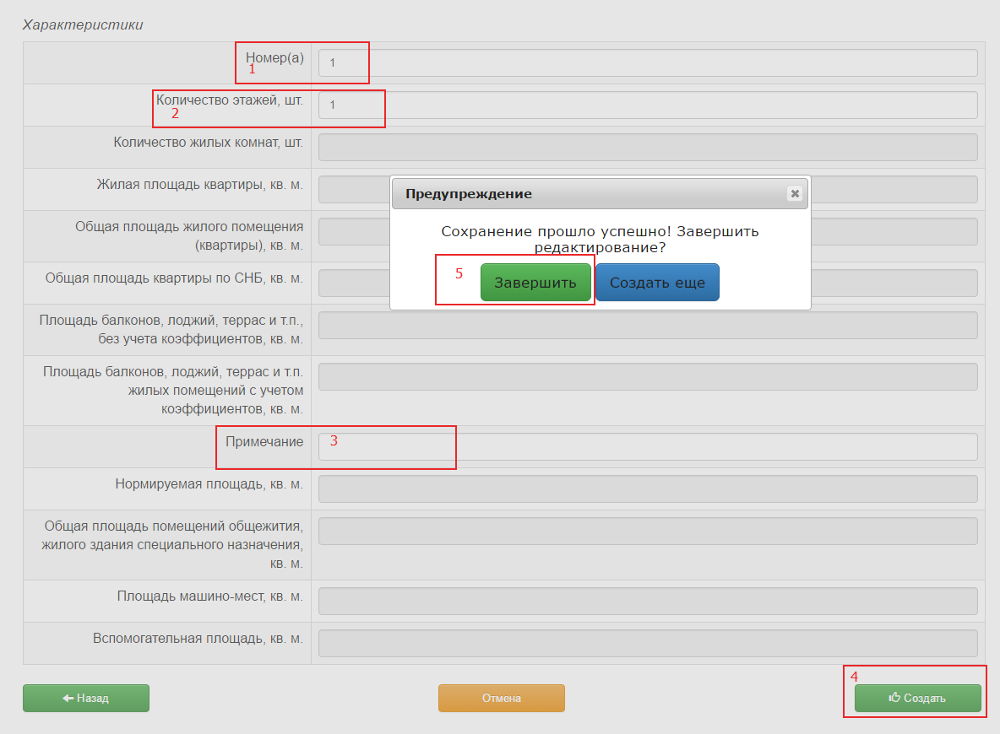 Характеристики
Номер(а)
1
1
Количество этажей, шт.
2
1
Количество жилых комнат, шт.
Жилая площадь квартиры, кв. м.
Общая площадь жилого помещения
(квартиры), кв. м.
Общая площадь квартиры по СНБ, кв. м.
Площадь балконов, лоджий, террас и т.п.,
без учета коэффициентов, кв. м.
Площадь балконов, лоджий, террас и т.п.
жилых помещений с учетом
коэффициентов, кв. м.
Примечание
3
Нормируемая площадь, кв. м.
Общая площадь помещений общежития,
жилого здания специального назначения,
кв. м.
Площадь машино-мест, кв. м.
Вспомогательная площадь, кв. м.
Предупреждение
Сохранение прошло успешно! Завершить
редактирование?
5
Завершить
Создать еще
Назад
Отмена
4
Создать